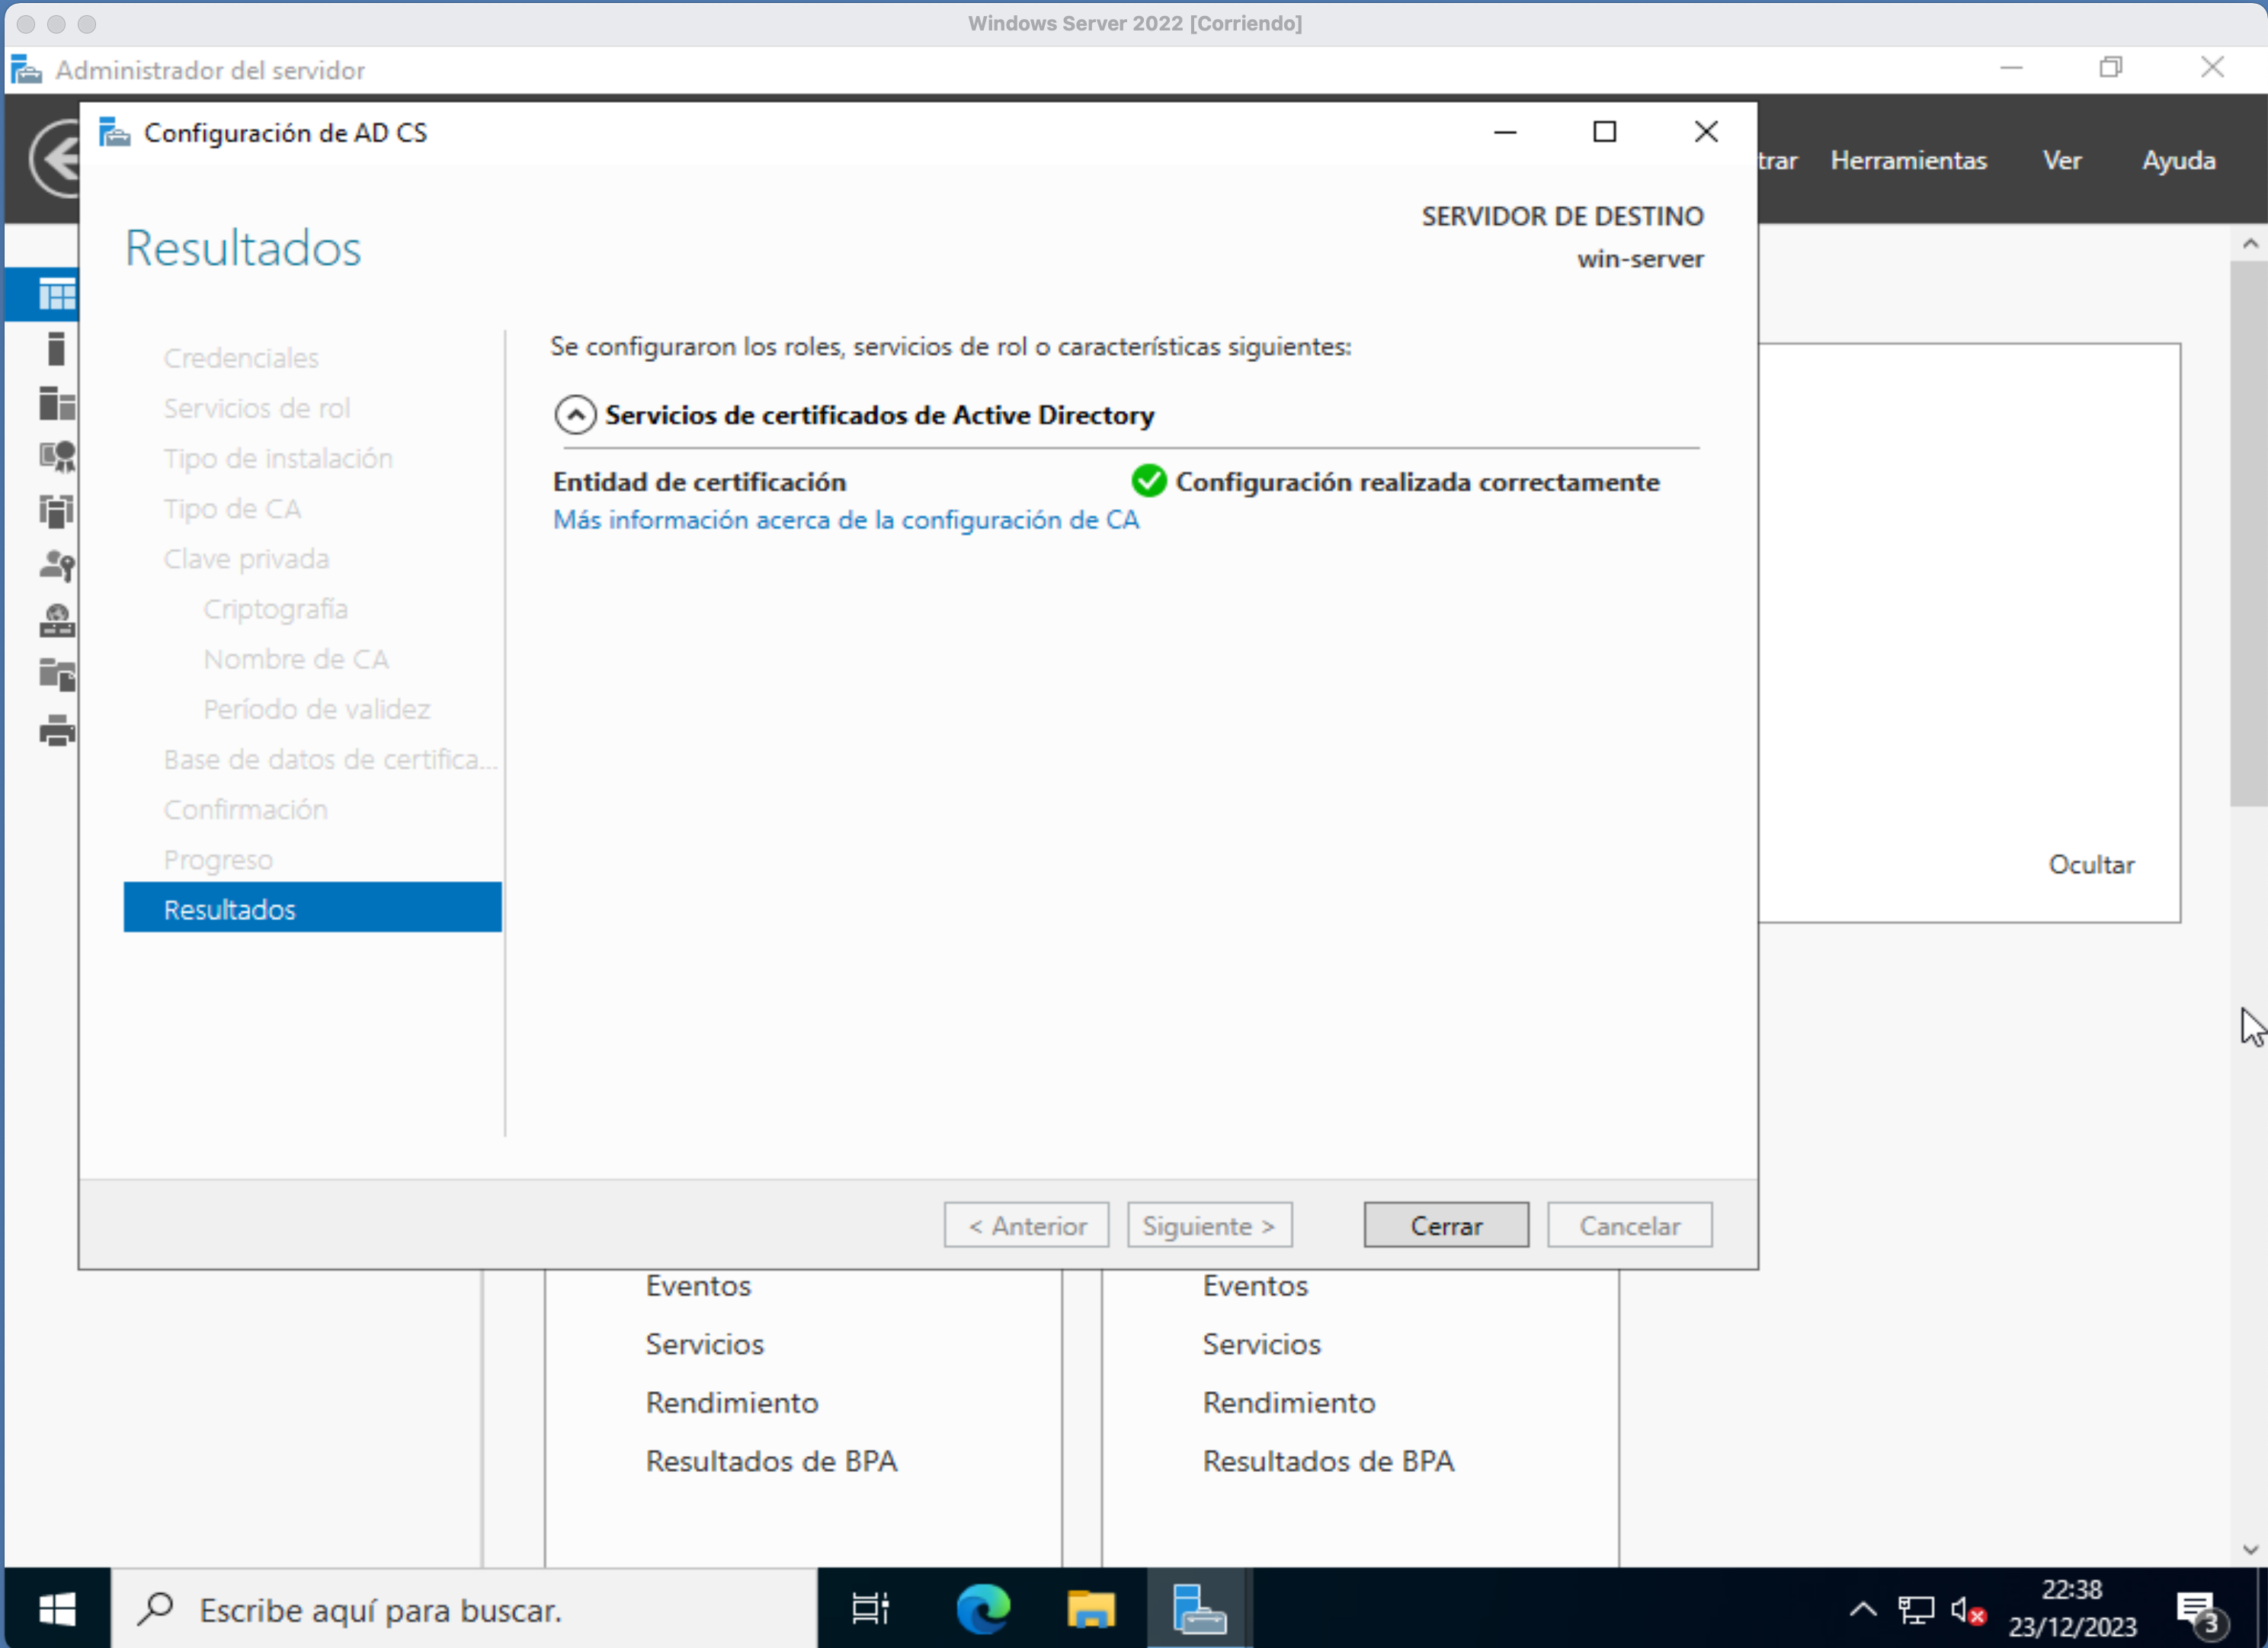 Windows Server 2022 [Corriendo]
Administrador del servidor
Configuración de AD CS
trar Herramientas Ver Ayuda
SERVIDOR DE DESTINO
win-server
Resultados
Credenciales
Servicios de rol
Tipo de instalación
Tipo de CA
Clave privada
Criptografía
Nombre de CA
Período de validez
Base de datos de certifica...
Confirmación
Progreso
Resultados
Se configuraron los roles, servicios de rol o características siguientes:
Servicios de certificados de Active Directory
Entidad de certificación Configuración realizada correctamente
Más información acerca de la configuración de CA
Ocultar
< Anterior Siguiente > Cerrar Cancelar
Eventos
Servicios
Rendimiento
Resultados de BPA
Eventos
Servicios
Rendimiento
Resultados de BPA
Escribe aquí para buscar.
22:38
23/12/2023
3